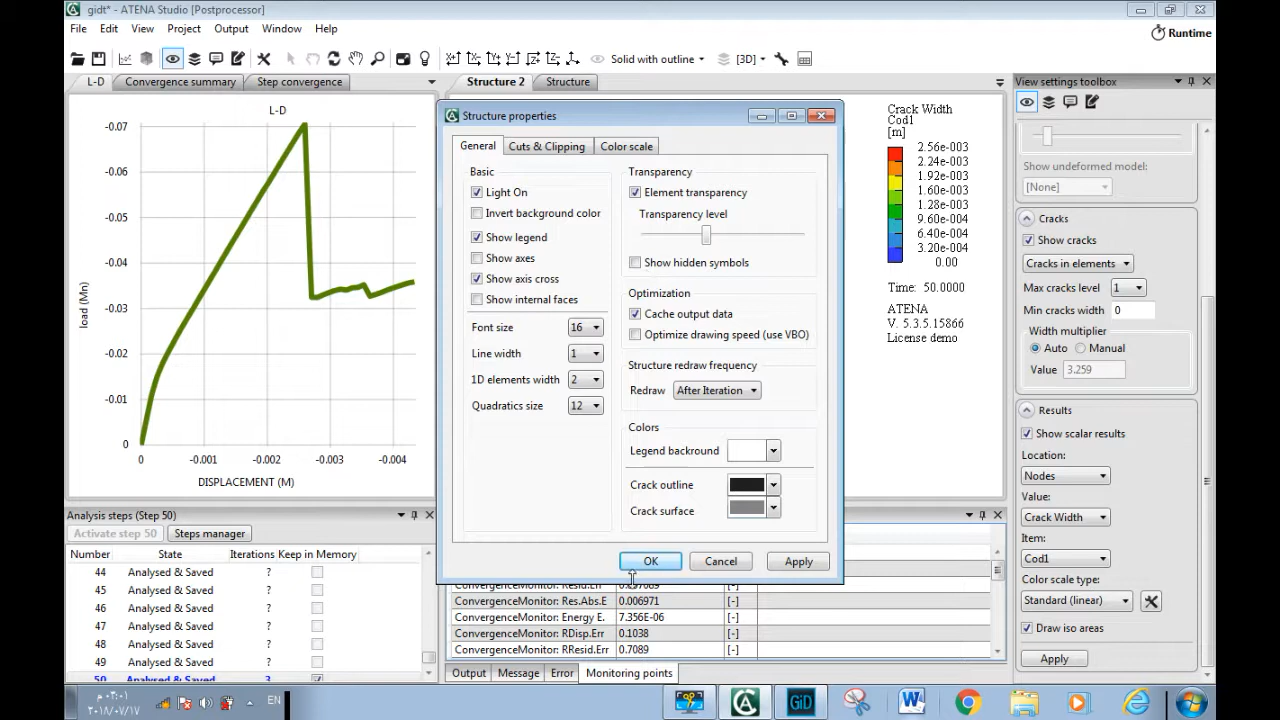 gidt* - ATENA Studio [Postprocessor]
File Edit View Project Output Window Help
Runtime
Solid with outline [3D]
L-D Convergence summary Step convergence
Structure 2 Structure
View settings toolbox
L-D
-0.07
-0.06
-0.05
-0.04
-0.03
-0.02
-0.01
0
load (Mn)
0 -0.001 -0.002 -0.003 -0.004
DISPLACEMENT (M)
Structure properties
General Cuts & Clipping Color scale
Basic
Light On
Invert background color
Show legend
Show axes
Show axis cross
Show internal faces
Font size 16
Line width 1
1D elements width 2
Quadratics size 12
Transparency
Element transparency
Transparency level
Show hidden symbols
Optimization
Cache output data
Optimize drawing speed (use VBO)
Structure redraw frequency
Redraw After Iteration
Colors
Legend backround
Crack outline
Crack surface
OK Cancel Apply
Crack Width
Cod1
[m]
2.56e-003
2.24e-003
1.92e-003
1.60e-003
1.28e-003
9.60e-004
6.40e-004
3.20e-004
0.00
Time: 50.0000
ATENA
V. 5.3.5.15866
License demo
Show undeformed model:
[None]
Cracks
Show cracks
Cracks in elements
Max cracks level 1
Min cracks width 0
Width multiplier
Auto Manual
Value 3.259
Results
Show scalar results
Location:
Nodes
Value:
Crack Width
Item:
Cod1
Color scale type:
Standard (linear)
Draw iso areas
Apply
Analysis steps (Step 50)
Activate step 50 Steps manager
Number State Iterations Keep in Memory
44 Analysed & Saved ?
45 Analysed & Saved ?
46 Analysed & Saved ?
47 Analysed & Saved ?
48 Analysed & Saved ?
49 Analysed & Saved ?
50 Analysed & Saved 3
ConvergenceMonitor: Resid.Err
ConvergenceMonitor: Res.Abs.E 0.006971 [-]
ConvergenceMonitor: Energy E. 7.356E-06 [-]
ConvergenceMonitor: RDisp.Err 0.1038 [-]
ConvergenceMonitor: RResid.Err 0.7089 [-]
Output Message Error Monitoring points
EN
GiD
م ٠٢:٠١
٢٠١٨/٠٧/١٧